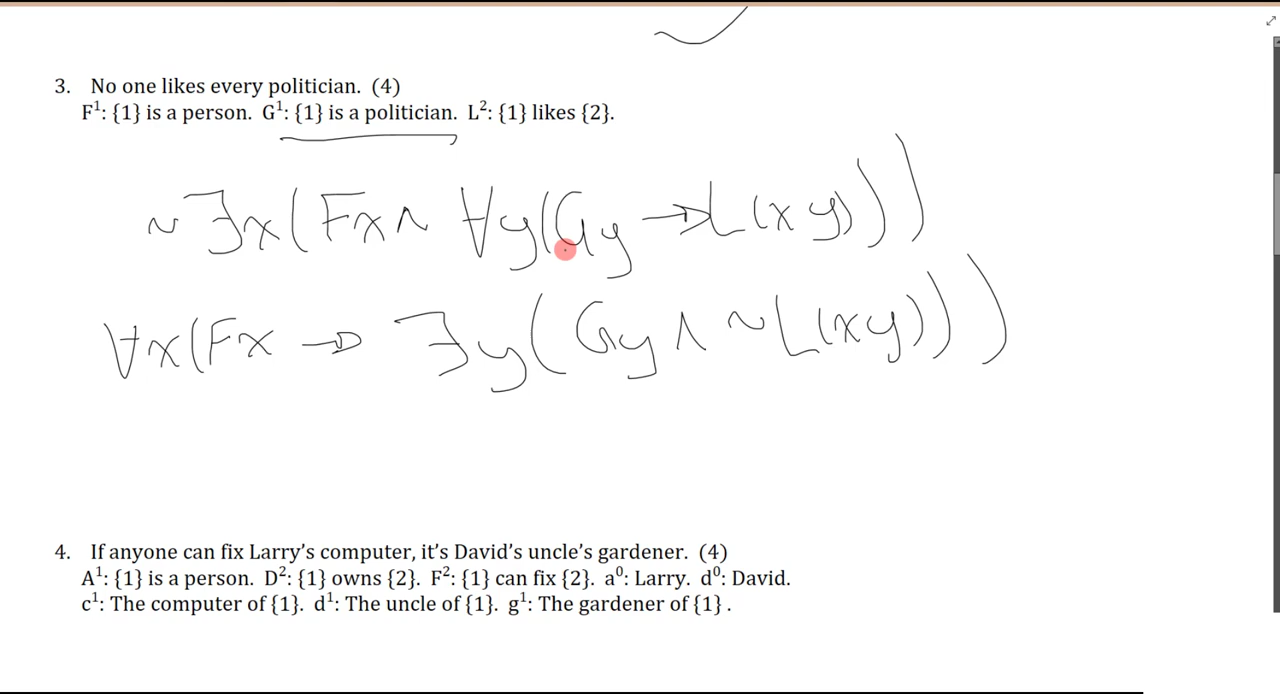 3. No one likes every politician. (4)
F¹: {1} is a person. G¹: {1} is a politician. L²: {1} likes {2}.
~∃x(Fx∧ ∀y(Gy→L(xy)))
∀x(Fx → ∃y(Gy∧~L(xy)))
4. If anyone can fix Larry’s computer, it’s David’s uncle’s gardener. (4)
A¹: {1} is a person. D²: {1} owns {2}. F²: {1} can fix {2}. a⁰: Larry. d⁰: David.
c¹: The computer of {1}. d¹: The uncle of {1}. g¹: The gardener of {1} .